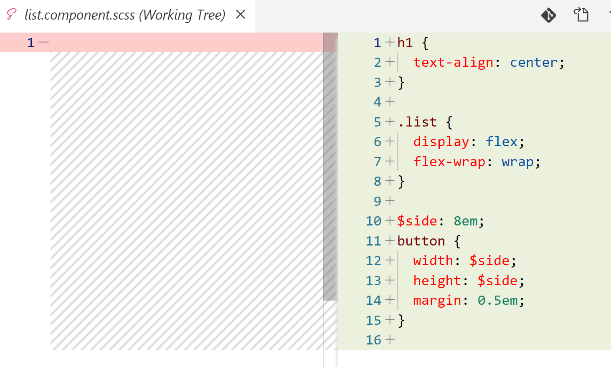 list.component.scss (Working Tree) ×
1 −
1 + h1 {
2 +   text-align: center;
3 + }
4 +
5 + .list {
6 +   display: flex;
7 +   flex-wrap: wrap;
8 + }
9 +
10 + $side: 8em;
11 + button {
12 +   width: $side;
13 +   height: $side;
14 +   margin: 0.5em;
15 + }
16 +